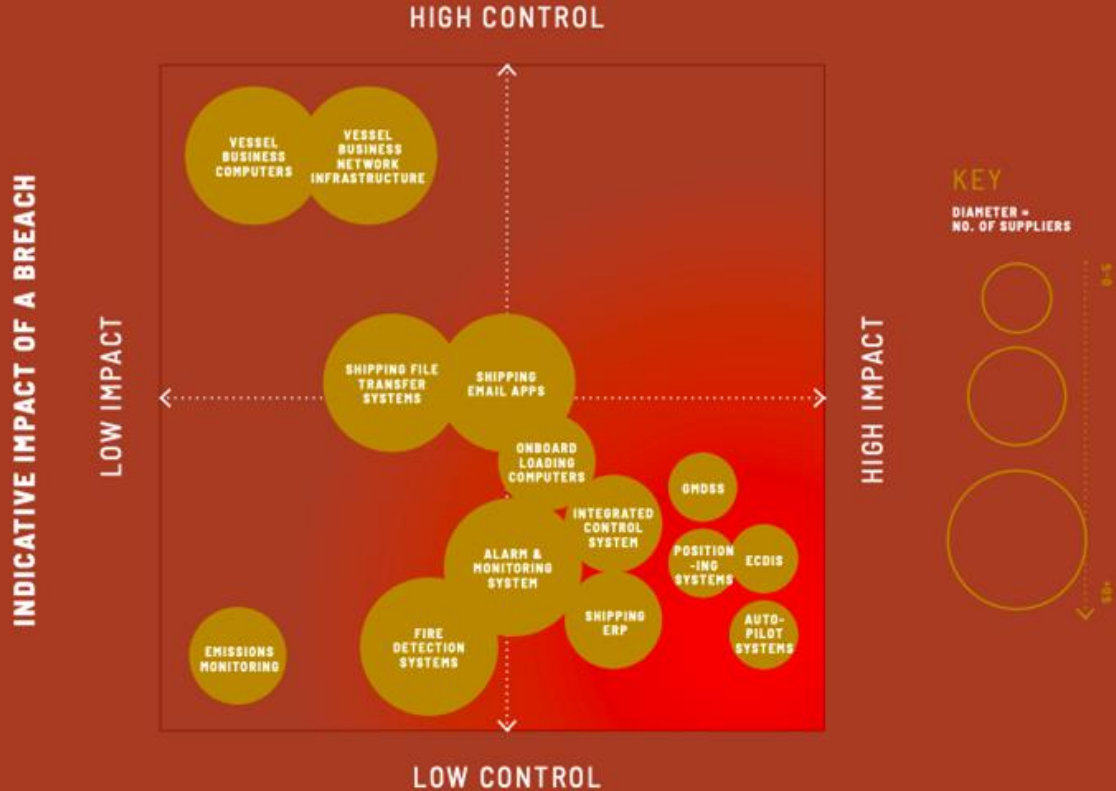 HIGH CONTROL
INDICATIVE IMPACT OF A BREACH
LOW IMPACT
HIGH IMPACT
VESSEL
BUSINESS
COMPUTERS
VESSEL
BUSINESS
NETWORK
INFRASTRUCTURE
SHIPPING FILE
TRANSFER
SYSTEMS
SHIPPING
EMAIL APPS
ONBOARD
LOADING
COMPUTERS
GMDSS
INTEGRATED
CONTROL
SYSTEM
ALARM &
MONITORING
SYSTEM
POSITION
-ING
SYSTEMS
ECDIS
SHIPPING
ERP
AUTO-
PILOT
SYSTEMS
FIRE
DETECTION
SYSTEMS
EMISSIONS
MONITORING
LOW CONTROL
KEY
DIAMETER =
NO. OF SUPPLIERS
0-5